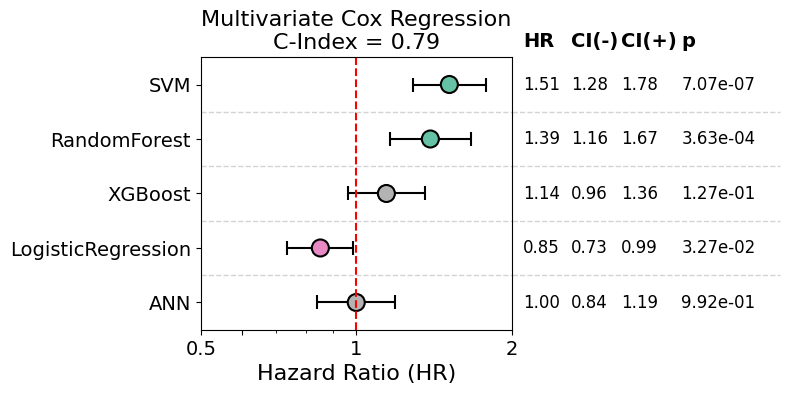 Multivariate Cox Regression
C-Index = 0.79
HR CI(-) CI(+) p
SVM 1.51 1.28 1.78 7.07e-07
RandomForest 1.39 1.16 1.67 3.63e-04
XGBoost 1.14 0.96 1.36 1.27e-01
LogisticRegression 0.85 0.73 0.99 3.27e-02
ANN 1.00 0.84 1.19 9.92e-01
0.5 1 2
Hazard Ratio (HR)